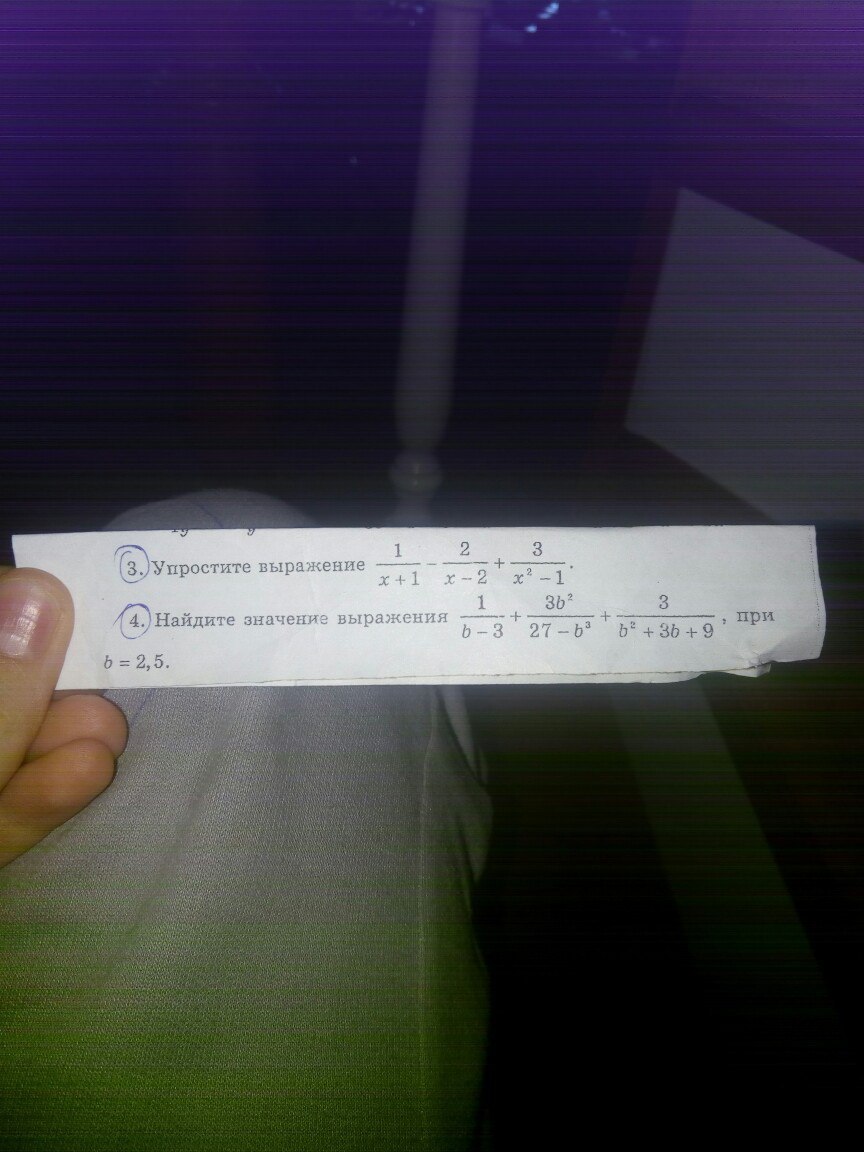 3. Упростите выражение 1/(x + 1) − 2/(x − 2) + 3/(x² − 1).
4. Найдите значение выражения 1/(b − 3) + 3b²/(27 − b³) + 3/(b² + 3b + 9), при
b = 2,5.